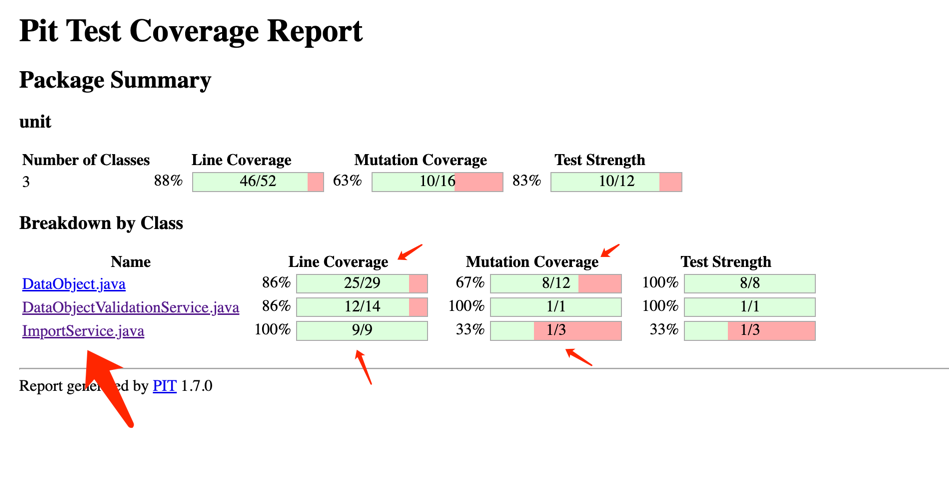 Pit Test Coverage Report
Package Summary
unit
Number of Classes Line Coverage Mutation Coverage Test Strength
3 88% 46/52 63% 10/16 83% 10/12
Breakdown by Class
Name Line Coverage Mutation Coverage Test Strength
DataObject.java 86% 25/29 67% 8/12 100% 8/8
DataObjectValidationService.java 86% 12/14 100% 1/1 100% 1/1
ImportService.java 100% 9/9 33% 1/3 33% 1/3
Report generated by PIT 1.7.0